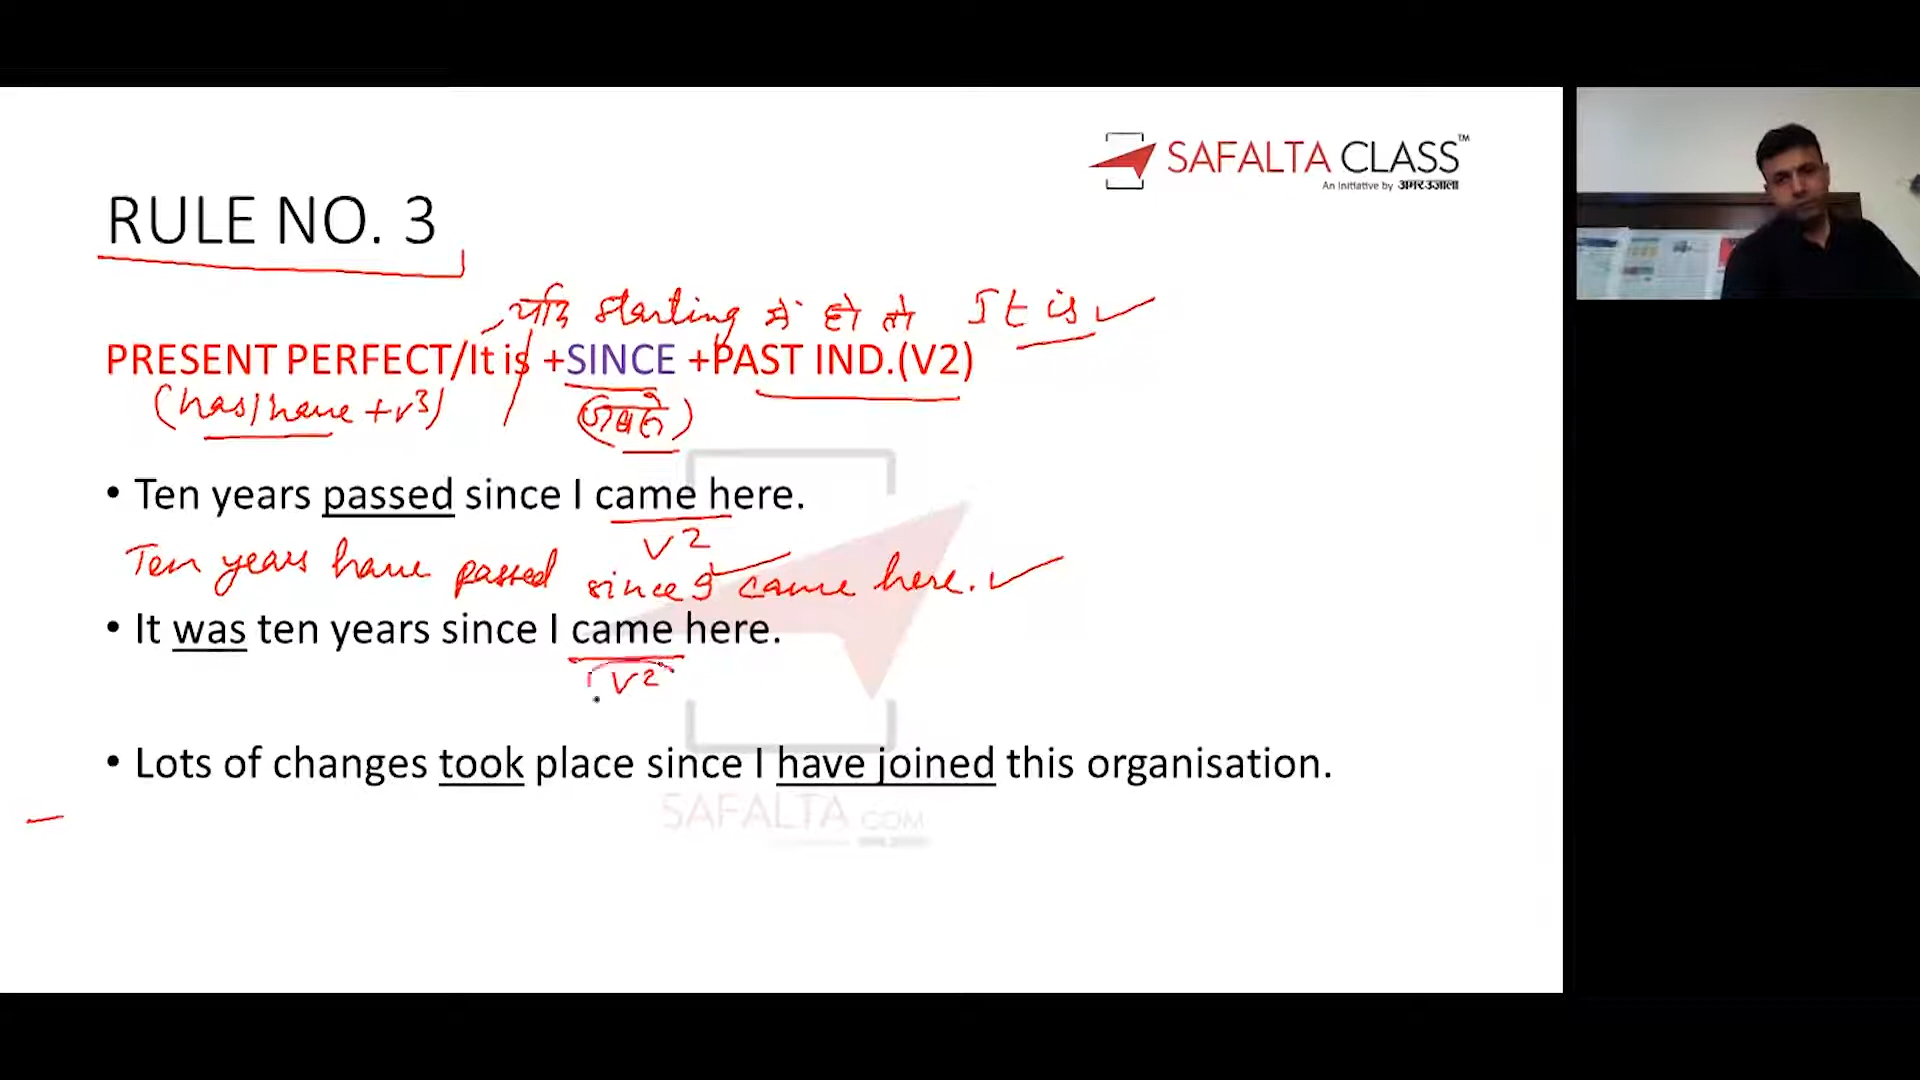 SAFALTA CLASS™
An Initiative by अमर उजाला
RULE NO. 3
यदि starting में हो तो It is ✓
PRESENT PERFECT/It is +SINCE +PAST IND.(V2)
(has/have + v3) (जबसे)
• Ten years passed since I came here.
V2
Ten years have passed since I came here. ✓
• It was ten years since I came here.
V2
• Lots of changes took place since I have joined this organisation.
SAFALTA.COM